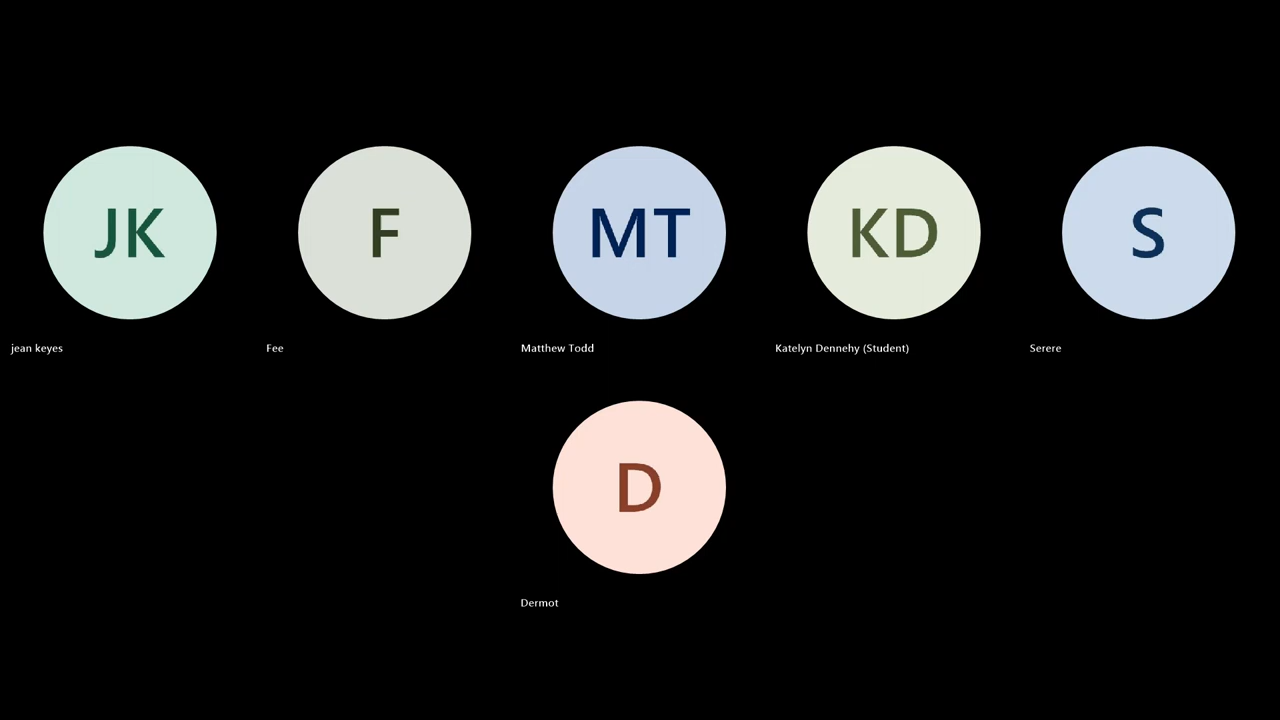 JK
F
MT
KD
S
jean keyes
Fee
Matthew Todd
Katelyn Dennehy (Student)
Serere
D
Dermot